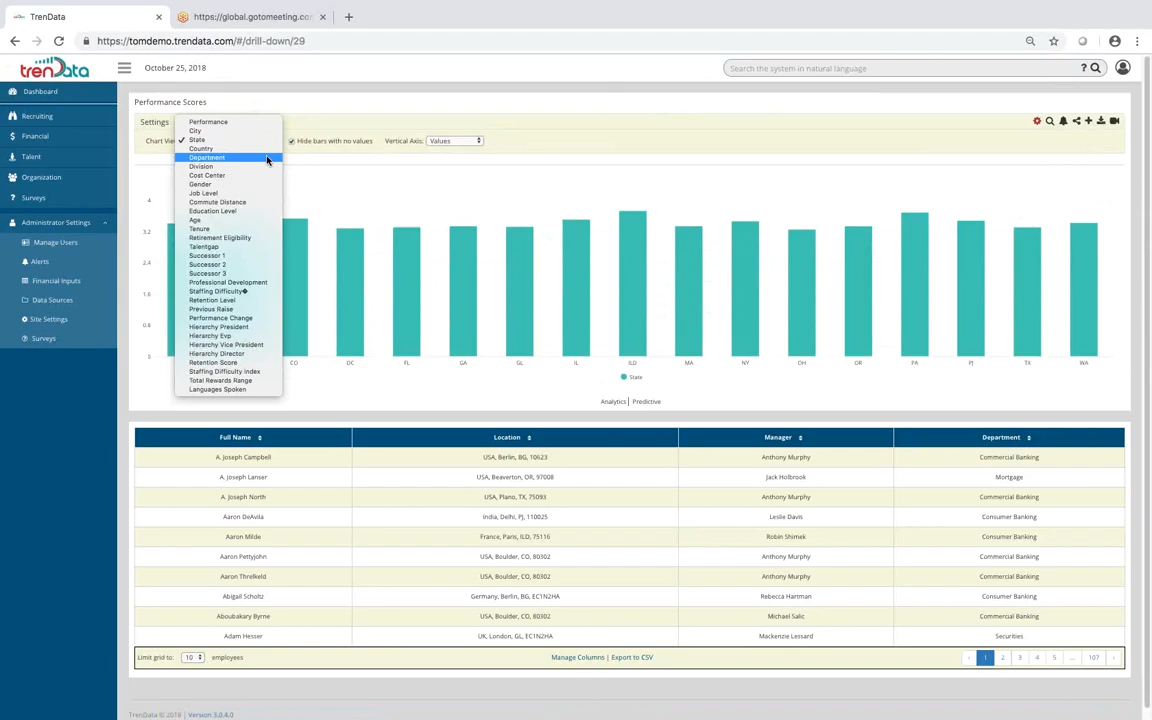 TrenData
https://global.gotomeeting.co
https://tomdemo.trendata.com/#/drill-down/29
trenData
October 25, 2018
Search the system in natural language
?
Dashboard
Recruiting
Financial
Talent
Organization
Surveys
Administrator Settings
Manage Users
Alerts
Financial Inputs
Data Sources
Site Settings
Surveys
Performance Scores
Settings
Chart Vie
Hide bars with no values
Vertical Axis:
Values
Performance
City
✓ State
Country
Department
Division
Cost Center
Gender
Job Level
Commute Distance
Education Level
Age
Tenure
Retirement Eligibility
Talentgap
Successor 1
Successor 2
Successor 3
Professional Development
Staffing Difficulty�
Retention Level
Previous Raise
Performance Change
Hierarchy President
Hierarchy Evp
Hierarchy Vice President
Hierarchy Director
Retention Score
Staffing Difficulty Index
Total Rewards Range
Languages Spoken
4
3.2
2.4
1.6
0.8
0
CO DC FL GA GL IL ILD MA NY OH OR PA PJ TX WA
State
Analytics | Predictive
Full Name Location Manager Department
A. Joseph Campbell USA, Berlin, BG, 10623 Anthony Murphy Commercial Banking
A. Joseph Lanser USA, Beaverton, OR, 97008 Jack Holbrook Mortgage
A. Joseph North USA, Plano, TX, 75093 Anthony Murphy Commercial Banking
Aaron DeAvila India, Delhi, PJ, 110025 Leslie Davis Consumer Banking
Aaron Milde France, Paris, ILD, 75116 Robin Shimek Consumer Banking
Aaron Pettyjohn USA, Boulder, CO, 80302 Anthony Murphy Commercial Banking
Aaron Threlkeld USA, Boulder, CO, 80302 Anthony Murphy Commercial Banking
Abigail Scholtz Germany, Berlin, BG, EC1N2HA Rebecca Hartman Consumer Banking
Aboubakary Byrne USA, Boulder, CO, 80302 Michael Salic Commercial Banking
Adam Hesser UK, London, GL, EC1N2HA Mackenzie Lessard Securities
Limit grid to: 10 employees
Manage Columns | Export to CSV
‹ 1 2 3 4 5 ... 107 ›
TrenData © 2018 | Version 3.0.4.0